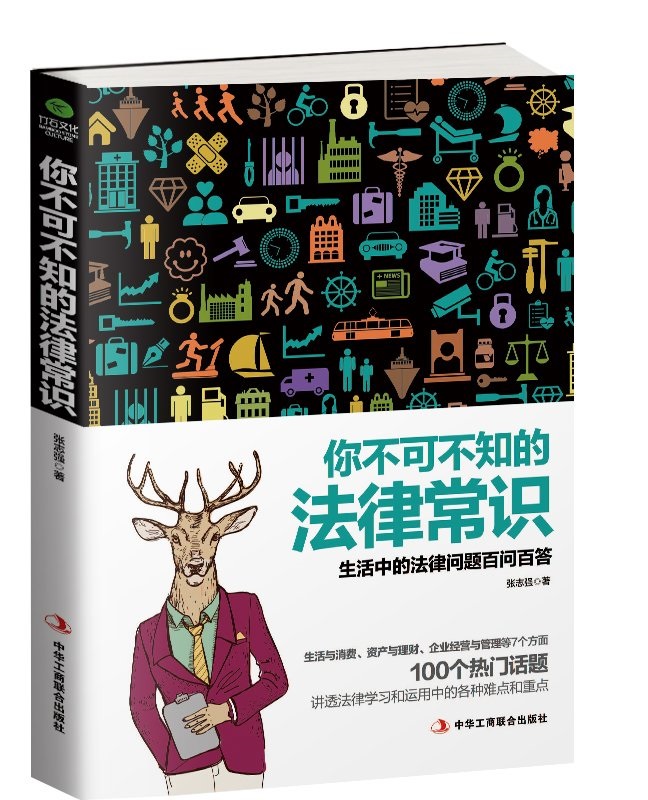 竹石文化
CULTURE
你不可不知的法律常识
张志强◎著
中华工商联合出版社
NEWS
你不可不知的
法律常识
生活中的法律问题百问百答
张志强◎著
生活与消费、资产与理财、企业经营与管理等7个方面
100个热门话题
讲透法律学习和运用中的各种难点和重点
中华工商联合出版社